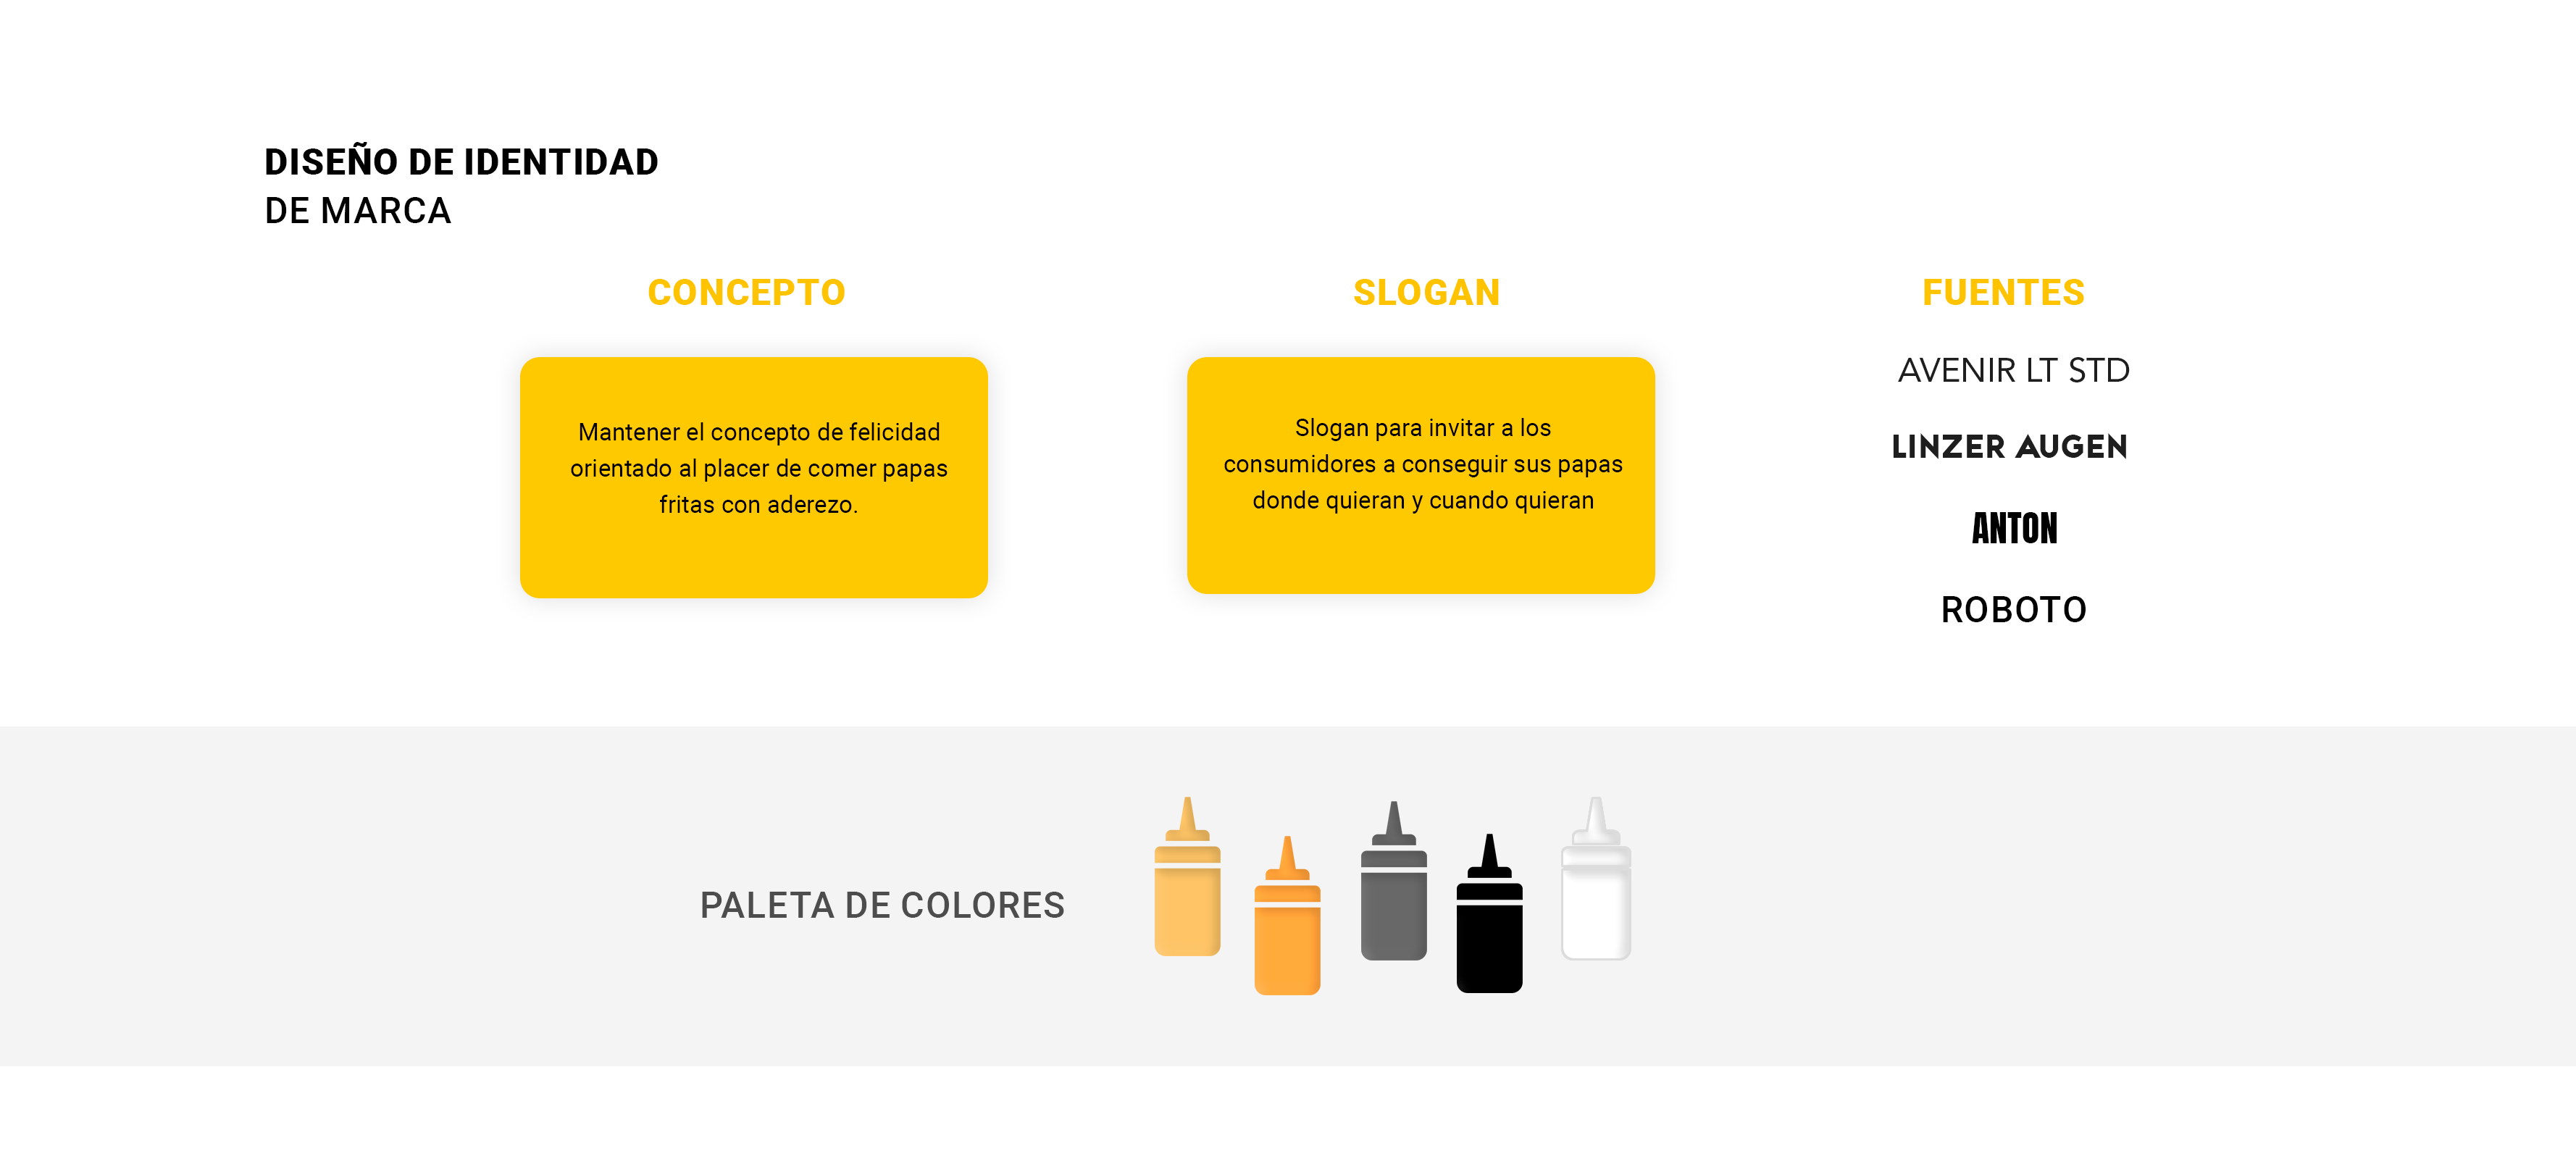 DISEÑO DE IDENTIDAD
DE MARCA
CONCEPTO
Mantener el concepto de felicidad
orientado al placer de comer papas
fritas con aderezo.
SLOGAN
Slogan para invitar a los
consumidores a conseguir sus papas
donde quieran y cuando quieran
FUENTES
AVENIR LT STD
LINZER AUGEN
ANTON
ROBOTO
PALETA DE COLORES